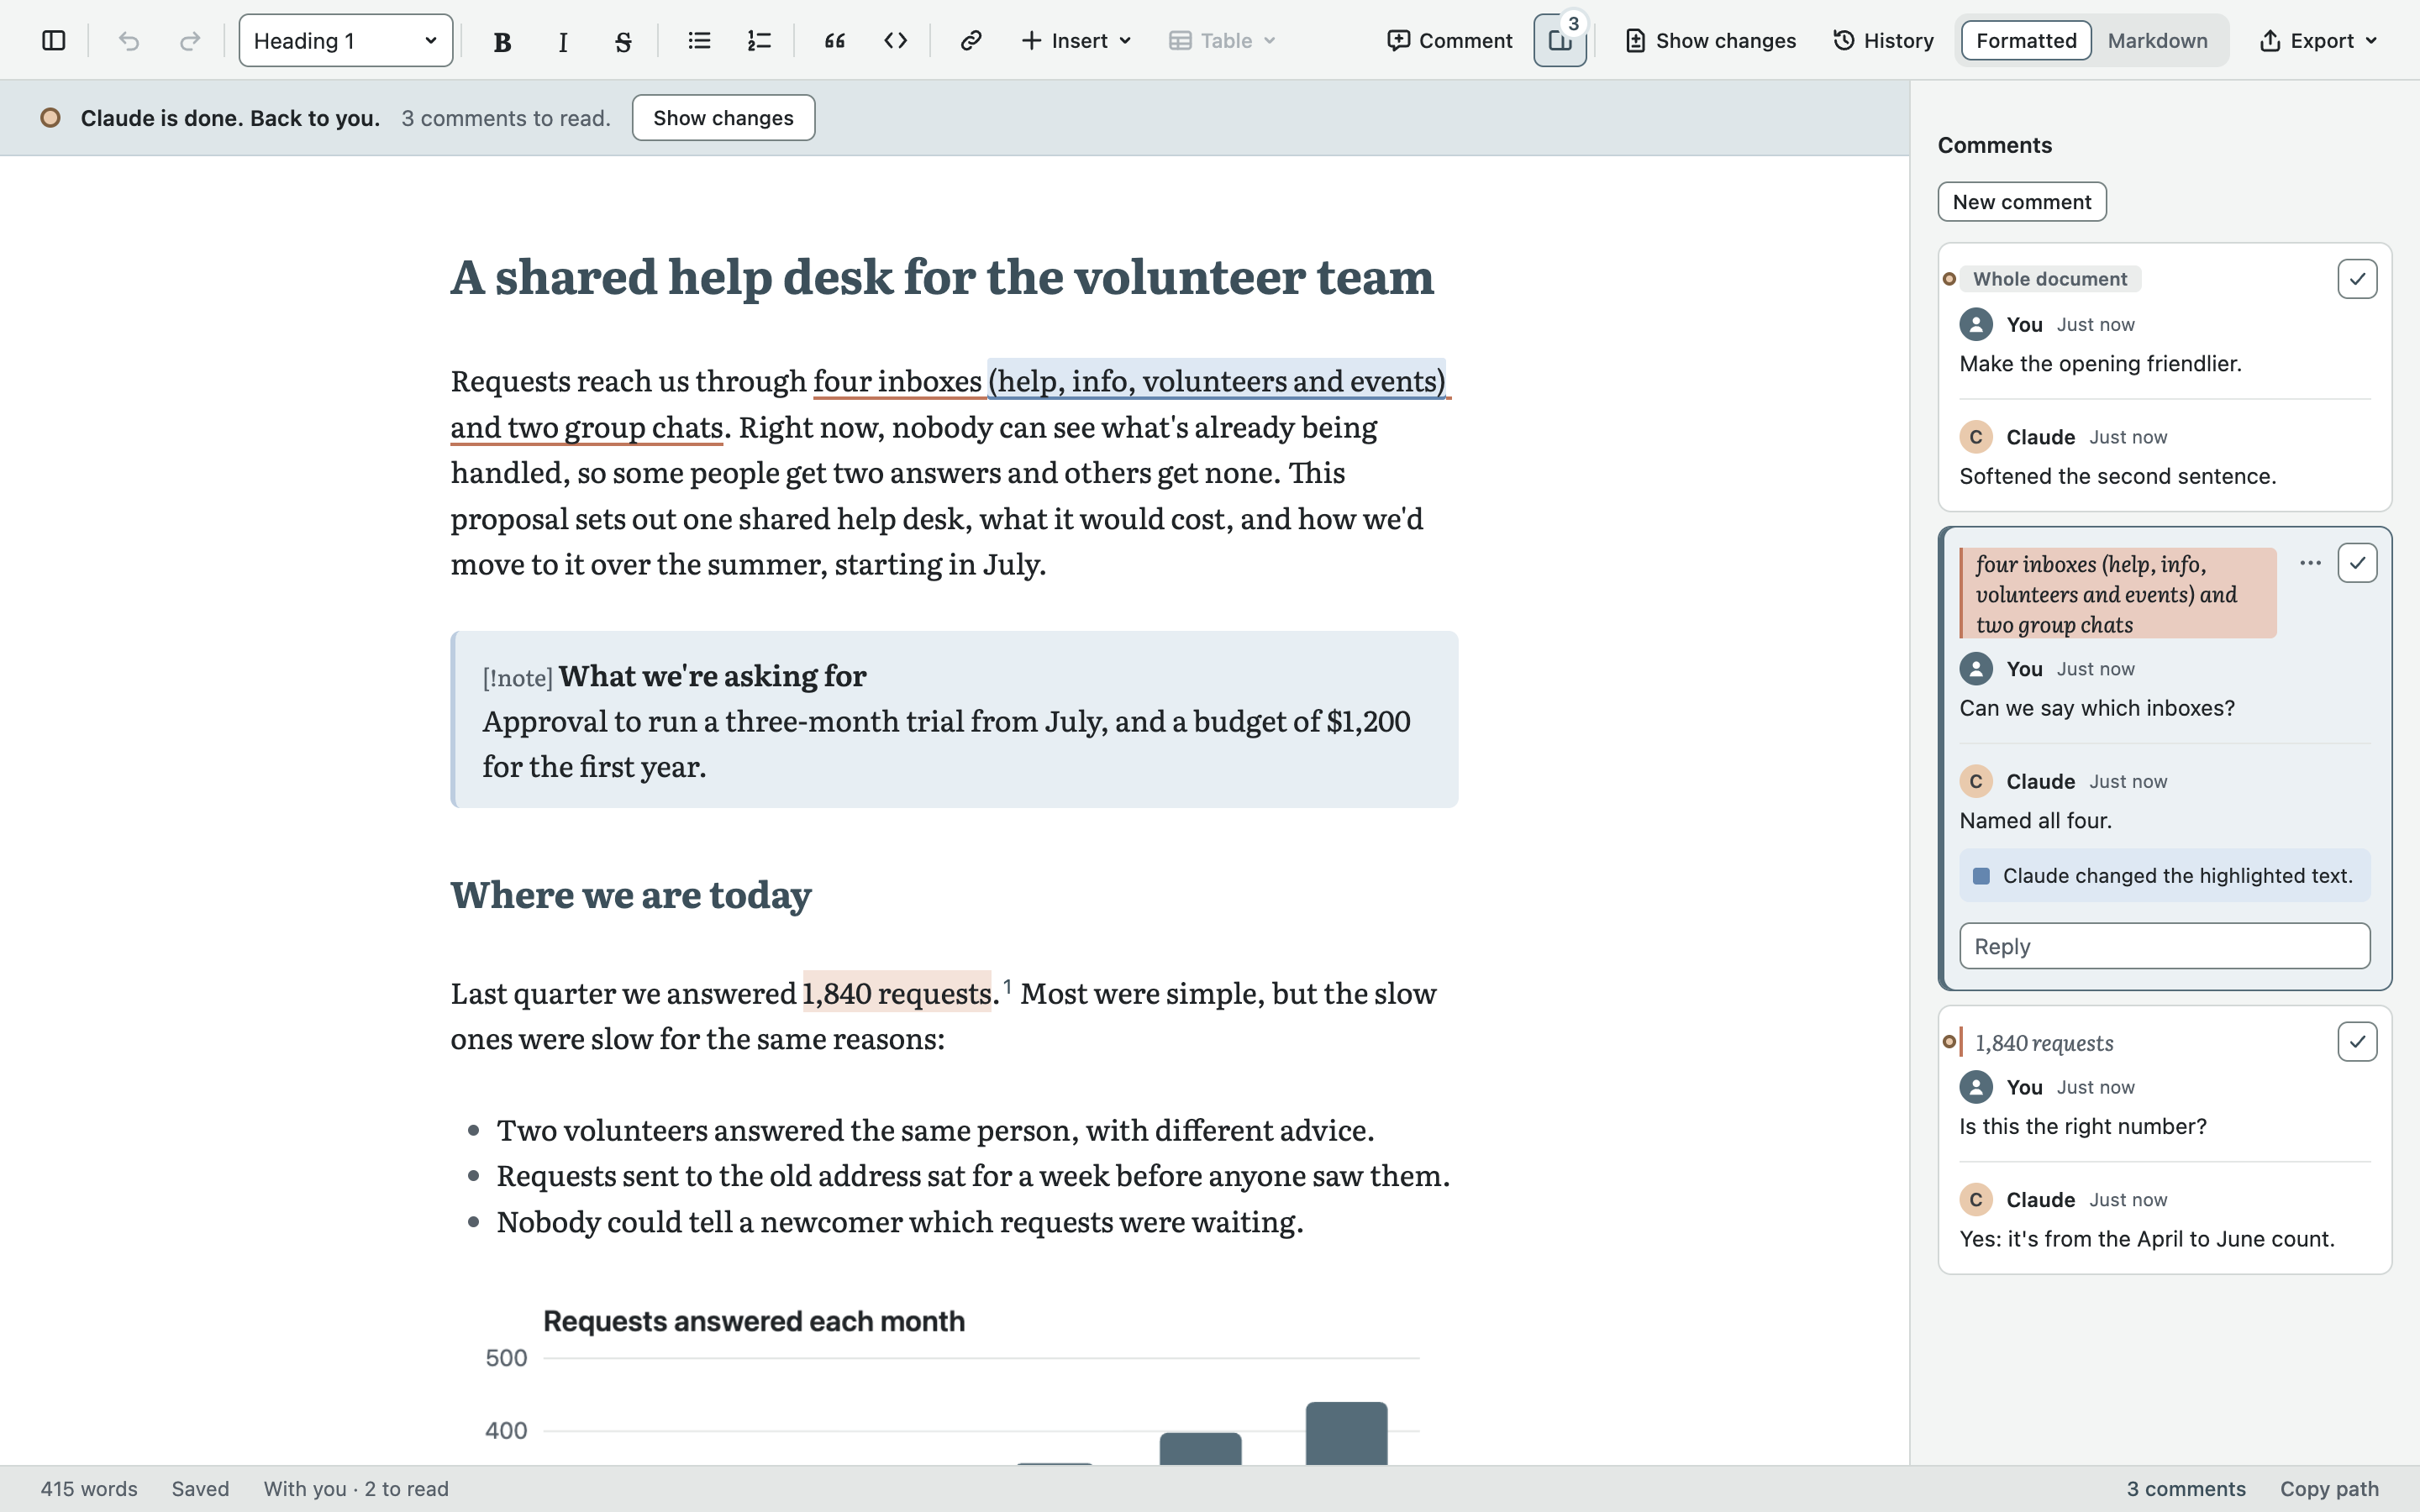 Heading 1
B I S
Insert
Table
Comment
3
Show changes
History
Formatted
Markdown
Export
Claude is done. Back to you.
3 comments to read.
Show changes
A shared help desk for the volunteer team
Requests reach us through four inboxes (help, info, volunteers and events)
and two group chats. Right now, nobody can see what's already being
handled, so some people get two answers and others get none. This
proposal sets out one shared help desk, what it would cost, and how we'd
move to it over the summer, starting in July.
[!note] What we're asking for
Approval to run a three-month trial from July, and a budget of $1,200
for the first year.
Where we are today
Last quarter we answered 1,840 requests.1 Most were simple, but the slow
ones were slow for the same reasons:
Two volunteers answered the same person, with different advice.
Requests sent to the old address sat for a week before anyone saw them.
Nobody could tell a newcomer which requests were waiting.
Requests answered each month
500
400
Comments
New comment
Whole document
You Just now
Make the opening friendlier.
C Claude Just now
Softened the second sentence.
four inboxes (help, info,
volunteers and events) and
two group chats
You Just now
Can we say which inboxes?
C Claude Just now
Named all four.
Claude changed the highlighted text.
Reply
1,840 requests
You Just now
Is this the right number?
C Claude Just now
Yes: it's from the April to June count.
415 words
Saved
With you · 2 to read
3 comments
Copy path